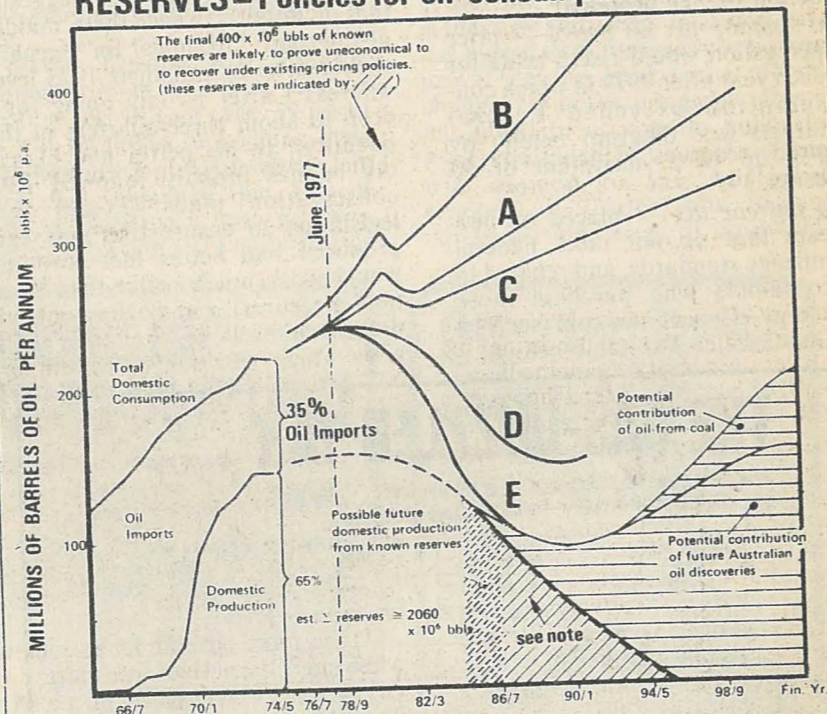 RESERVES – Policies for
The final 400 x 10⁶ bbls of known
reserves are likely to prove uneconomical to
to recover under existing pricing policies.
(these reserves are indicated by: )
MILLIONS OF BARRELS OF OIL PER ANNUM bbls x 10⁶ p.a.
400
300
200
100
June 1977
B
A
C
D
E
Total
Domestic
Consumption
35%
Oil Imports
Potential
contribution
of oil from coal
Oil
Imports
Possible future
domestic production
from known reserves
Potential contribution
of future Australian
oil discoveries
Domestic
Production
65%
est. Σ reserves ≅ 2060
x 10⁶ bbls
see note
66/7 70/1 74/5 76/7 78/9 82/3 86/7 90/1 94/5 98/9 Fin. Yr.